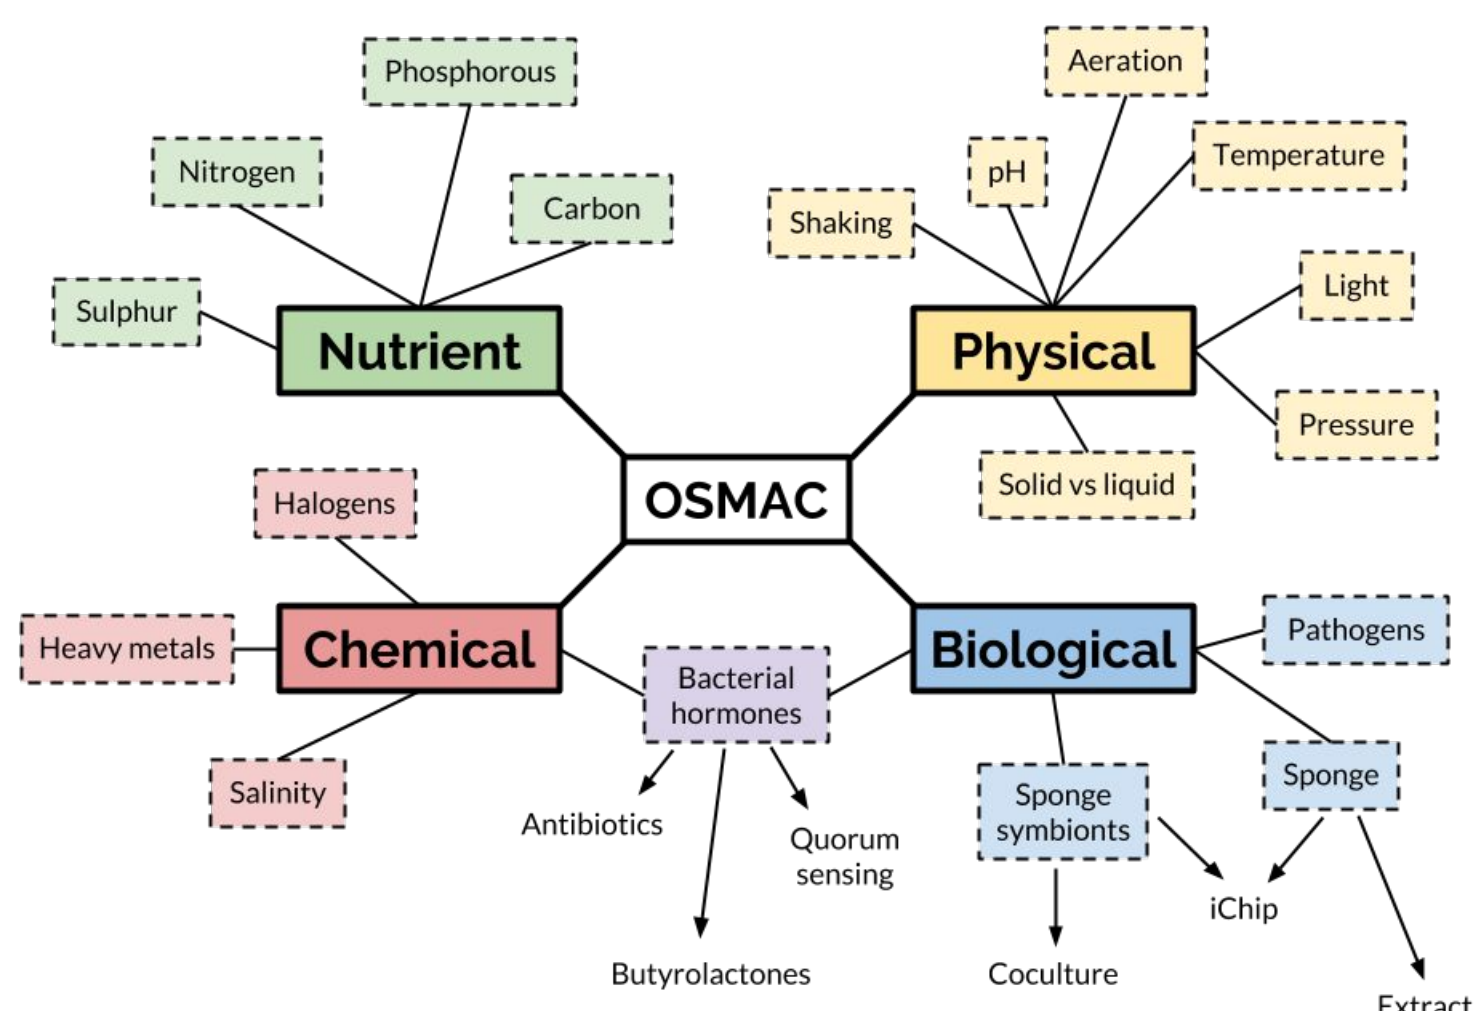 Phosphorous
Aeration
Nitrogen
pH
Temperature
Carbon
Shaking
Sulphur
Light
Nutrient
Physical
Pressure
Solid vs liquid
OSMAC
Halogens
Heavy metals
Chemical
Biological
Pathogens
Bacterial
hormones
Salinity
Sponge
symbionts
Sponge
Antibiotics
Quorum
sensing
iChip
Butyrolactones
Coculture
Extract